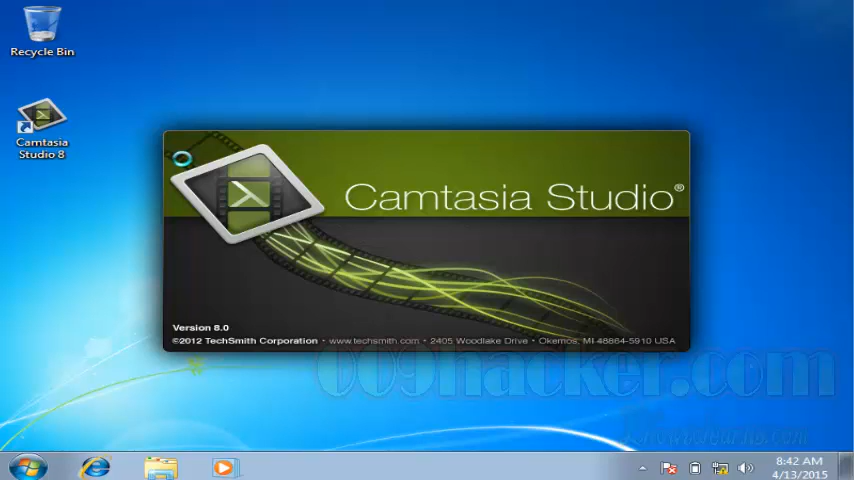 Recycle Bin
Camtasia
Studio 8
Camtasia Studio®
Version 8.0
©2012 TechSmith Corporation • www.techsmith.com • 2405 Woodlake Drive • Okemos, MI 48864-5910 USA
009hacker.com
8:42 AM
4/13/2015